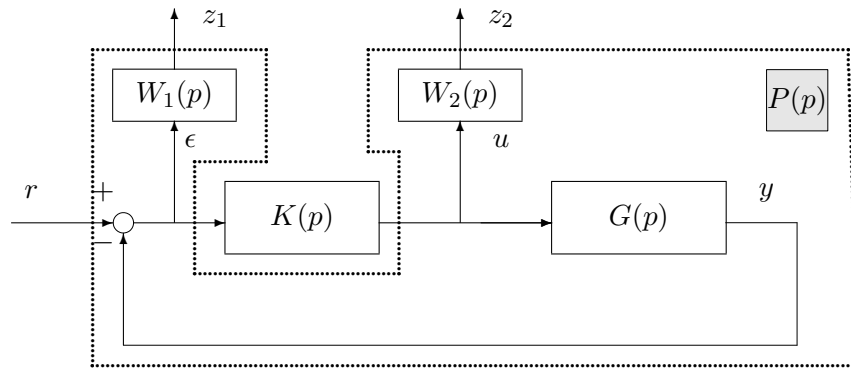 z₁
z₂
W₁(p)
W₂(p)
P(p)
ϵ
u
r
+
K(p)
G(p)
y
−